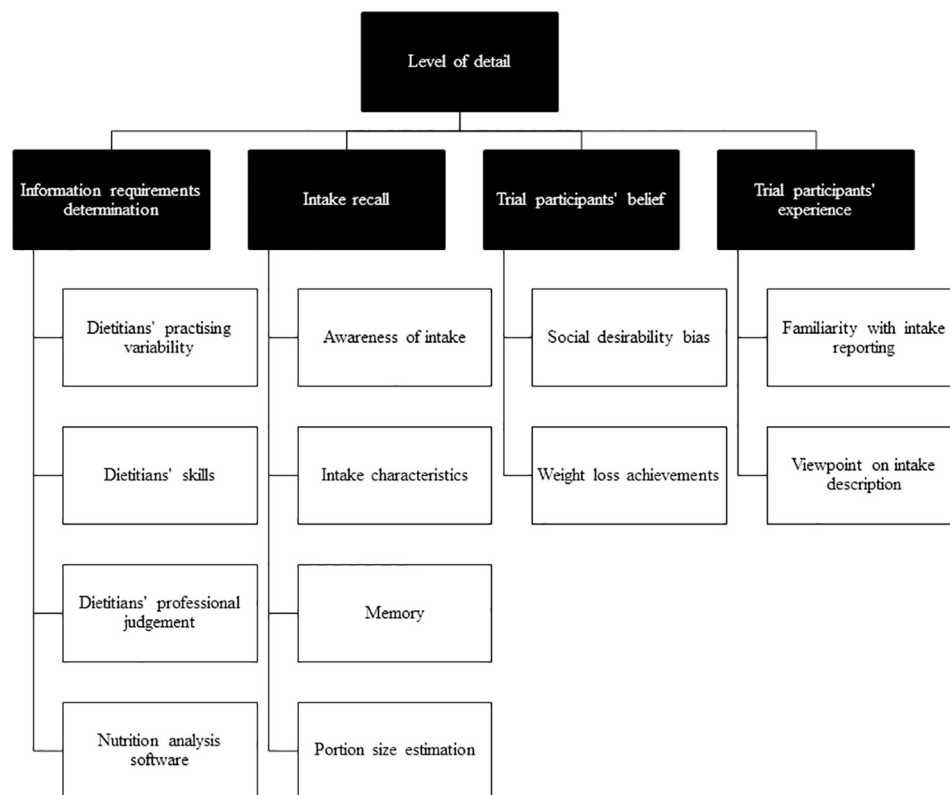 Level of detail
Information requirements
determination
Intake recall
Trial participants' belief
Trial participants'
experience
Dietitians' practising
variability
Awareness of intake
Social desirability bias
Familiarity with intake
reporting
Dietitians' skills
Intake characteristics
Weight loss achievements
Viewpoint on intake
description
Dietitians' professional
judgement
Memory
Nutrition analysis
software
Portion size estimation